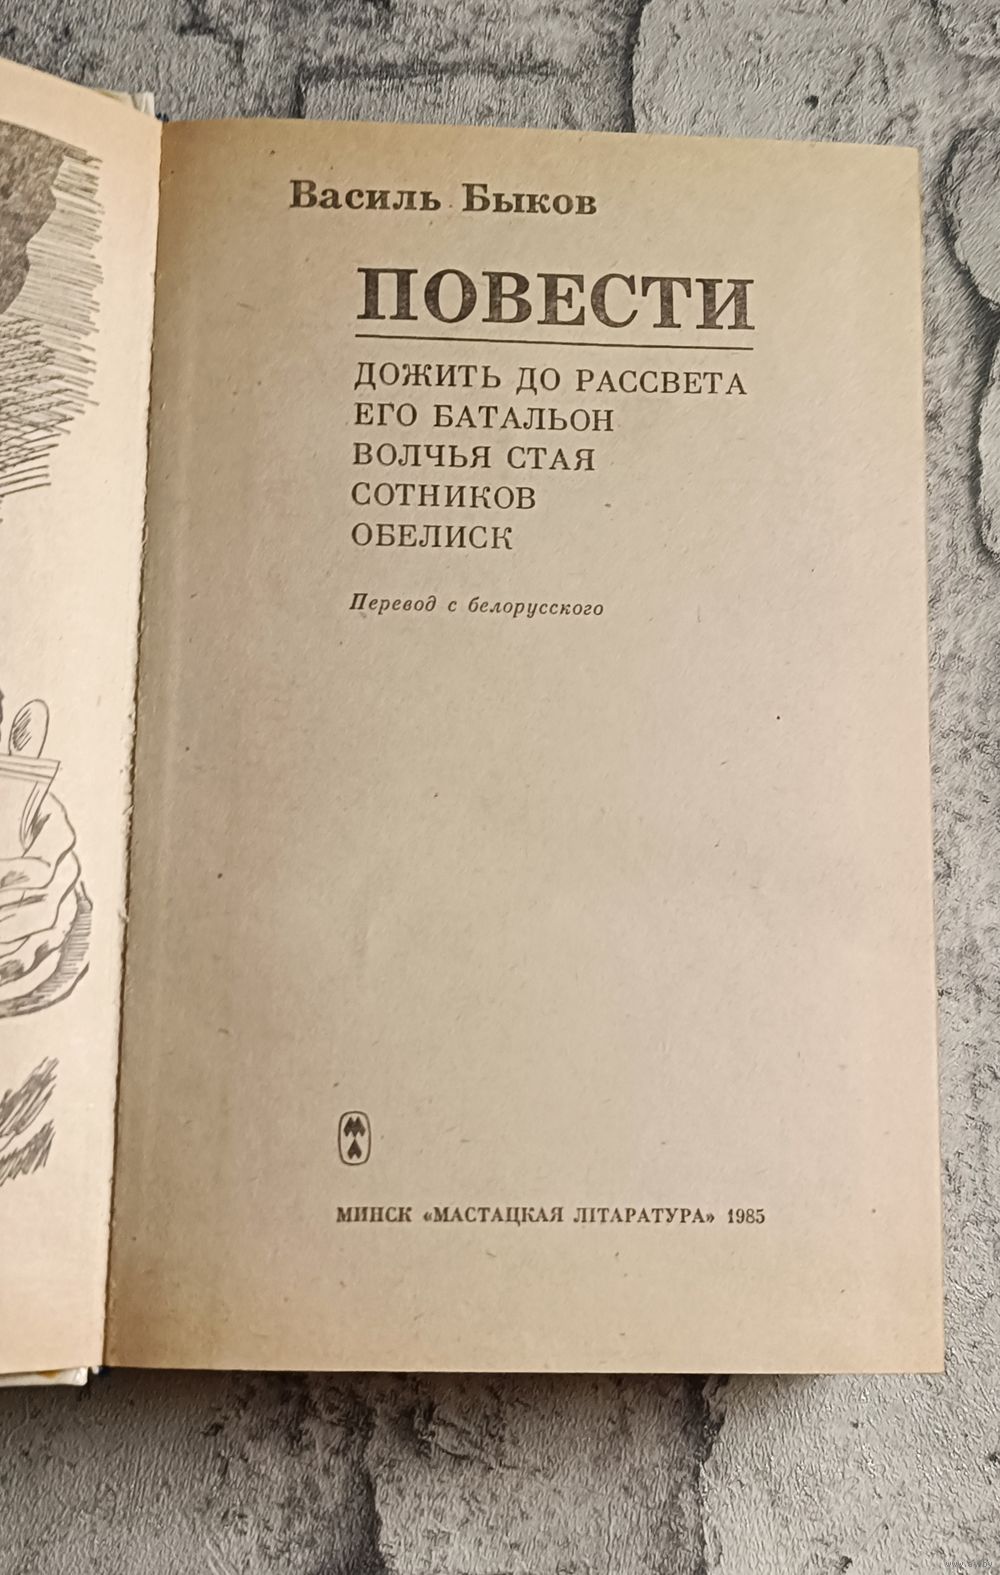 Василь Быков
ПОВЕСТИ
ДОЖИТЬ ДО РАССВЕТА
ЕГО БАТАЛЬОН
ВОЛЧЬЯ СТАЯ
СОТНИКОВ
ОБЕЛИСК
Перевод с белорусского
МИНСК «МАСТАЦКАЯ ЛІТАРАТУРА» 1985